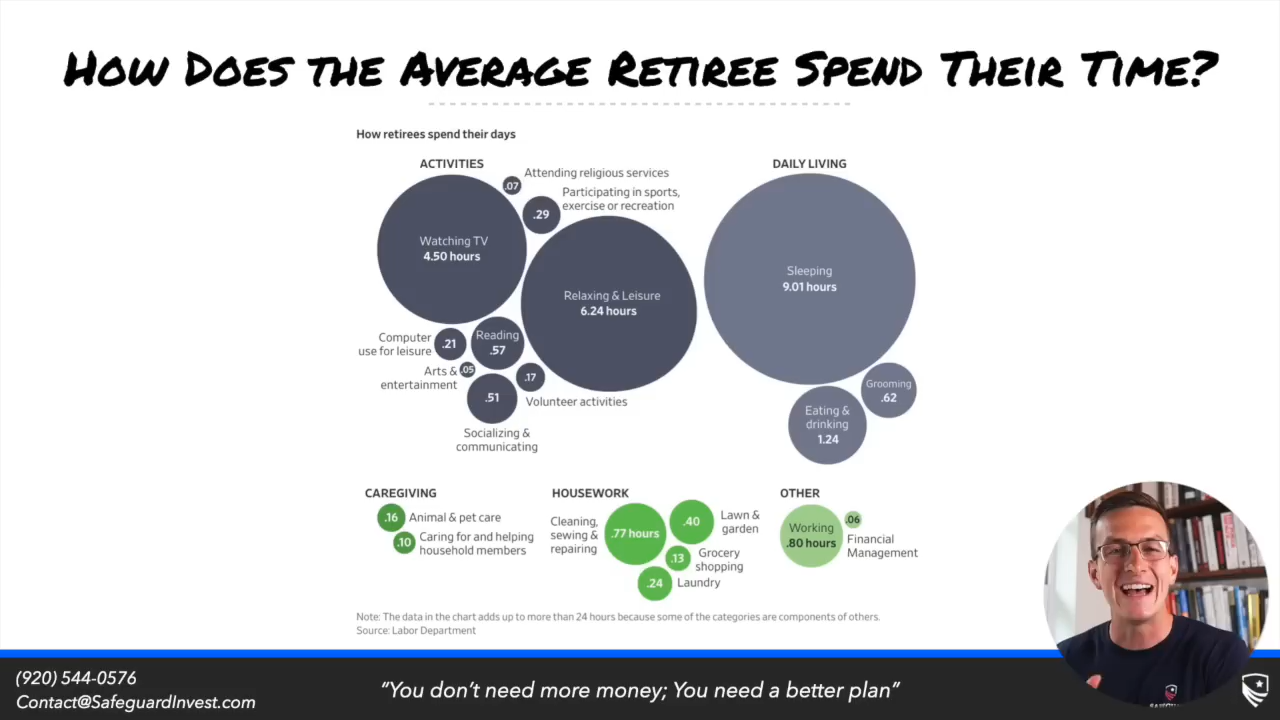 How Does the Average Retiree Spend Their Time?
How retirees spend their days
ACTIVITIES
Watching TV
4.50 hours
.07
Attending religious services
.29
Participating in sports,
exercise or recreation
Relaxing & Leisure
6.24 hours
Computer
use for leisure
.21
Reading
.57
Arts &
entertainment
.05
.17
Volunteer activities
.51
Socializing &
communicating
DAILY LIVING
Sleeping
9.01 hours
Grooming
.62
Eating &
drinking
1.24
CAREGIVING
.16
Animal & pet care
.10
Caring for and helping
household members
HOUSEWORK
Cleaning,
sewing &
repairing
.77 hours
.40
Lawn &
garden
.13
Grocery
shopping
.24
Laundry
OTHER
Working
.80 hours
.06
Financial
Management
Note: The data in the chart adds up to more than 24 hours because some of the categories are components of others.
Source: Labor Department
(920) 544-0576
Contact@SafeguardInvest.com
"You don't need more money; You need a better plan"